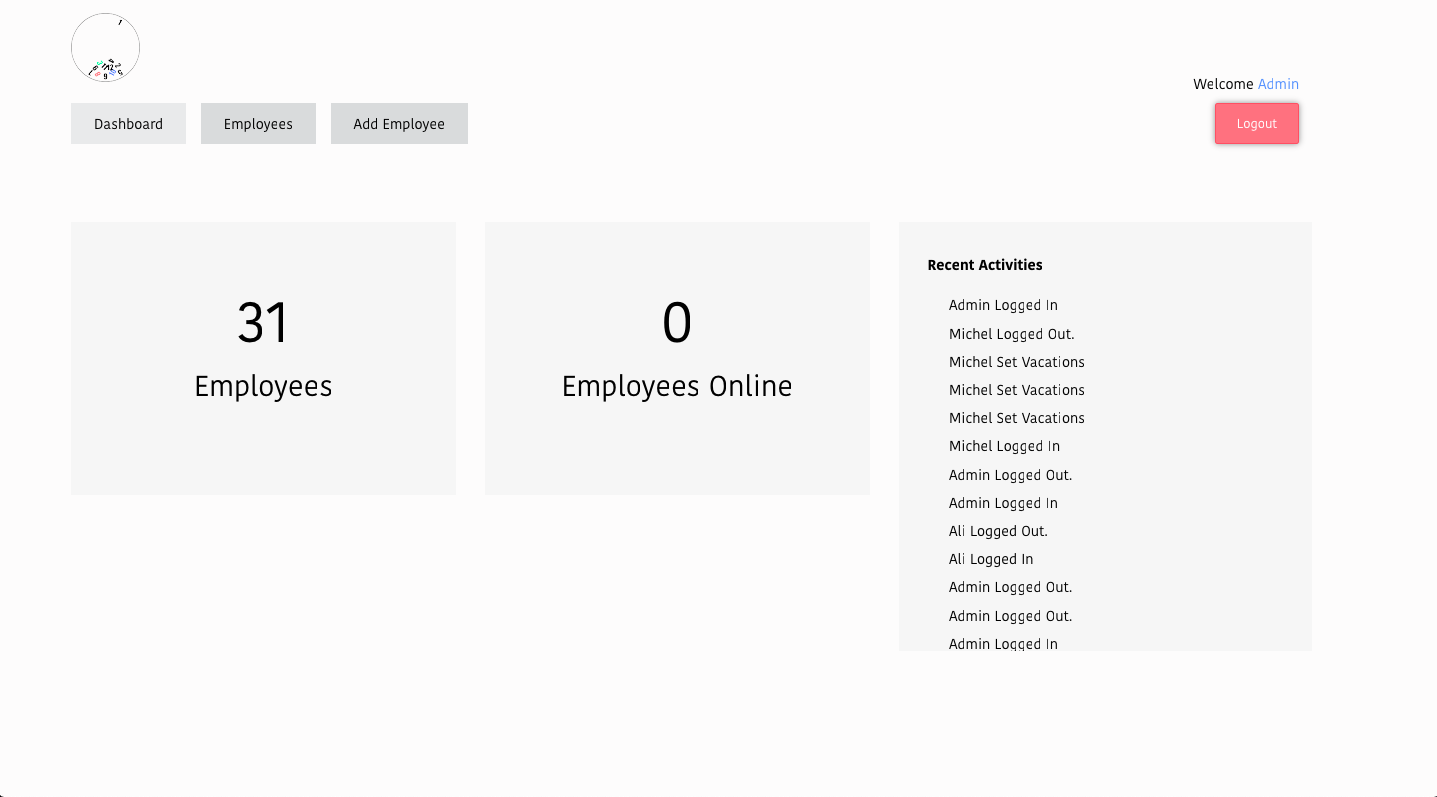 Welcome Admin
Dashboard
Employees
Add Employee
Logout
31
Employees
0
Employees Online
Recent Activities
Admin Logged In
Michel Logged Out.
Michel Set Vacations
Michel Set Vacations
Michel Set Vacations
Michel Logged In
Admin Logged Out.
Admin Logged In
Ali Logged Out.
Ali Logged In
Admin Logged Out.
Admin Logged Out.
Admin Logged In